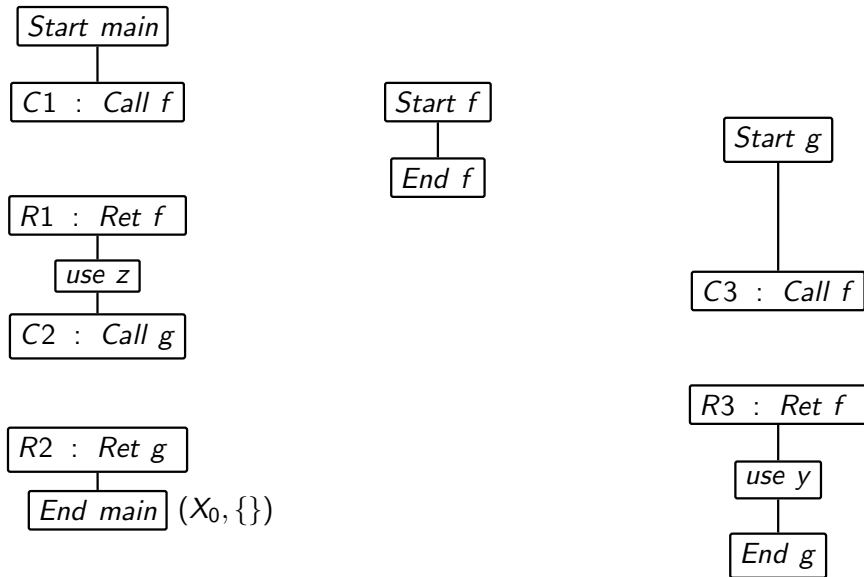 Start main
C1 : Call f
R1 : Ret f
use z
C2 : Call g
R2 : Ret g
End main (X₀, {})
Start f
End f
Start g
C3 : Call f
R3 : Ret f
use y
End g